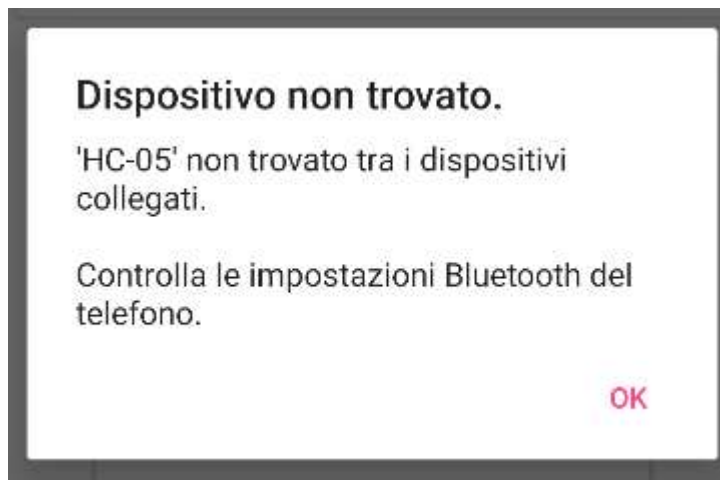 Dispositivo non trovato.
'HC-05' non trovato tra i dispositivi
collegati.
Controlla le impostazioni Bluetooth del
telefono.
OK